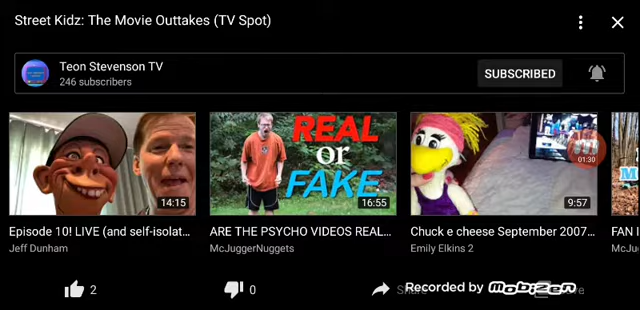 Street Kidz: The Movie Outtakes (TV Spot)
Teon Stevenson TV
246 subscribers
SUBSCRIBED
REAL
or
FAKE
01:30
14:15
16:55
9:57
Episode 10! LIVE (and self-isolat...
ARE THE PSYCHO VIDEOS REAL...
Chuck e cheese September 2007...
FAN
Jeff Dunham
McJuggerNuggets
Emily Elkins 2
McJu
2
0
Share
Recorded by MOBIZEN